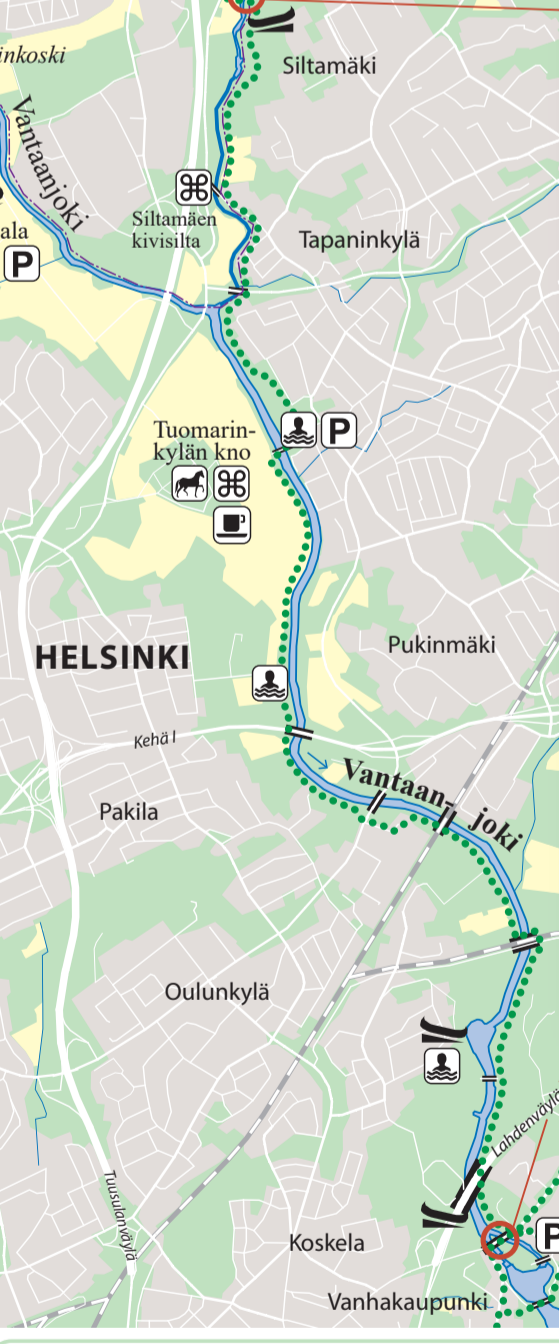 Siltamäki
inkoski
Vantaanjoki
Siltamäen
kivisilta
ala
P
Tapaninkylä
P
Tuomarin-
kylän kno
Pukinmäki
HELSINKI
Kehä I
Vantaan-
joki
Pakila
Oulunkylä
Lahdenväylä
Tuusulanväylä
Koskela
P
Vanhakaupunki